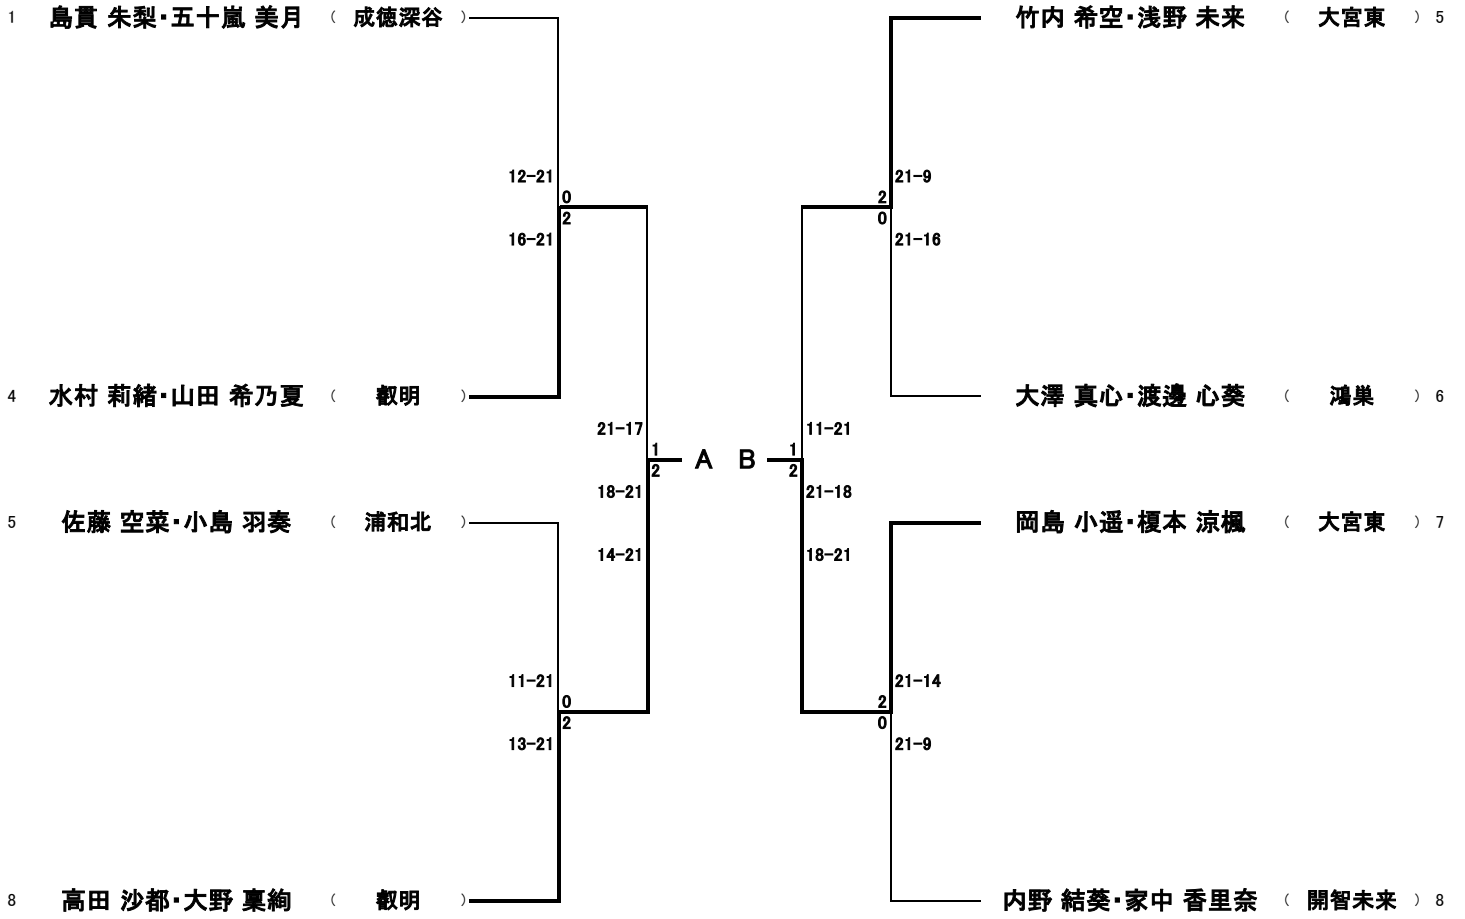 1 島貫 朱梨・五十嵐 美月 （ 成徳深谷 ）
竹内 希空・浅野 未来 （ 大宮東 ） 5
12-21
21-9
0
2
2
0
16-21
21-16
4 水村 莉緒・山田 希乃夏 （ 叡明 ）
大澤 真心・渡邊 心葵 （ 鴻巣 ） 6
21-17
11-21
1
1
A B
2
2
18-21
21-18
5 佐藤 空菜・小島 羽奏 （ 浦和北 ）
岡島 小遥・榎本 涼楓 （ 大宮東 ） 7
14-21
18-21
11-21
21-14
0
2
2
0
13-21
21-9
8 高田 沙都・大野 稟絢 （ 叡明 ）
内野 結葵・家中 香里奈 （ 開智未来 ） 8